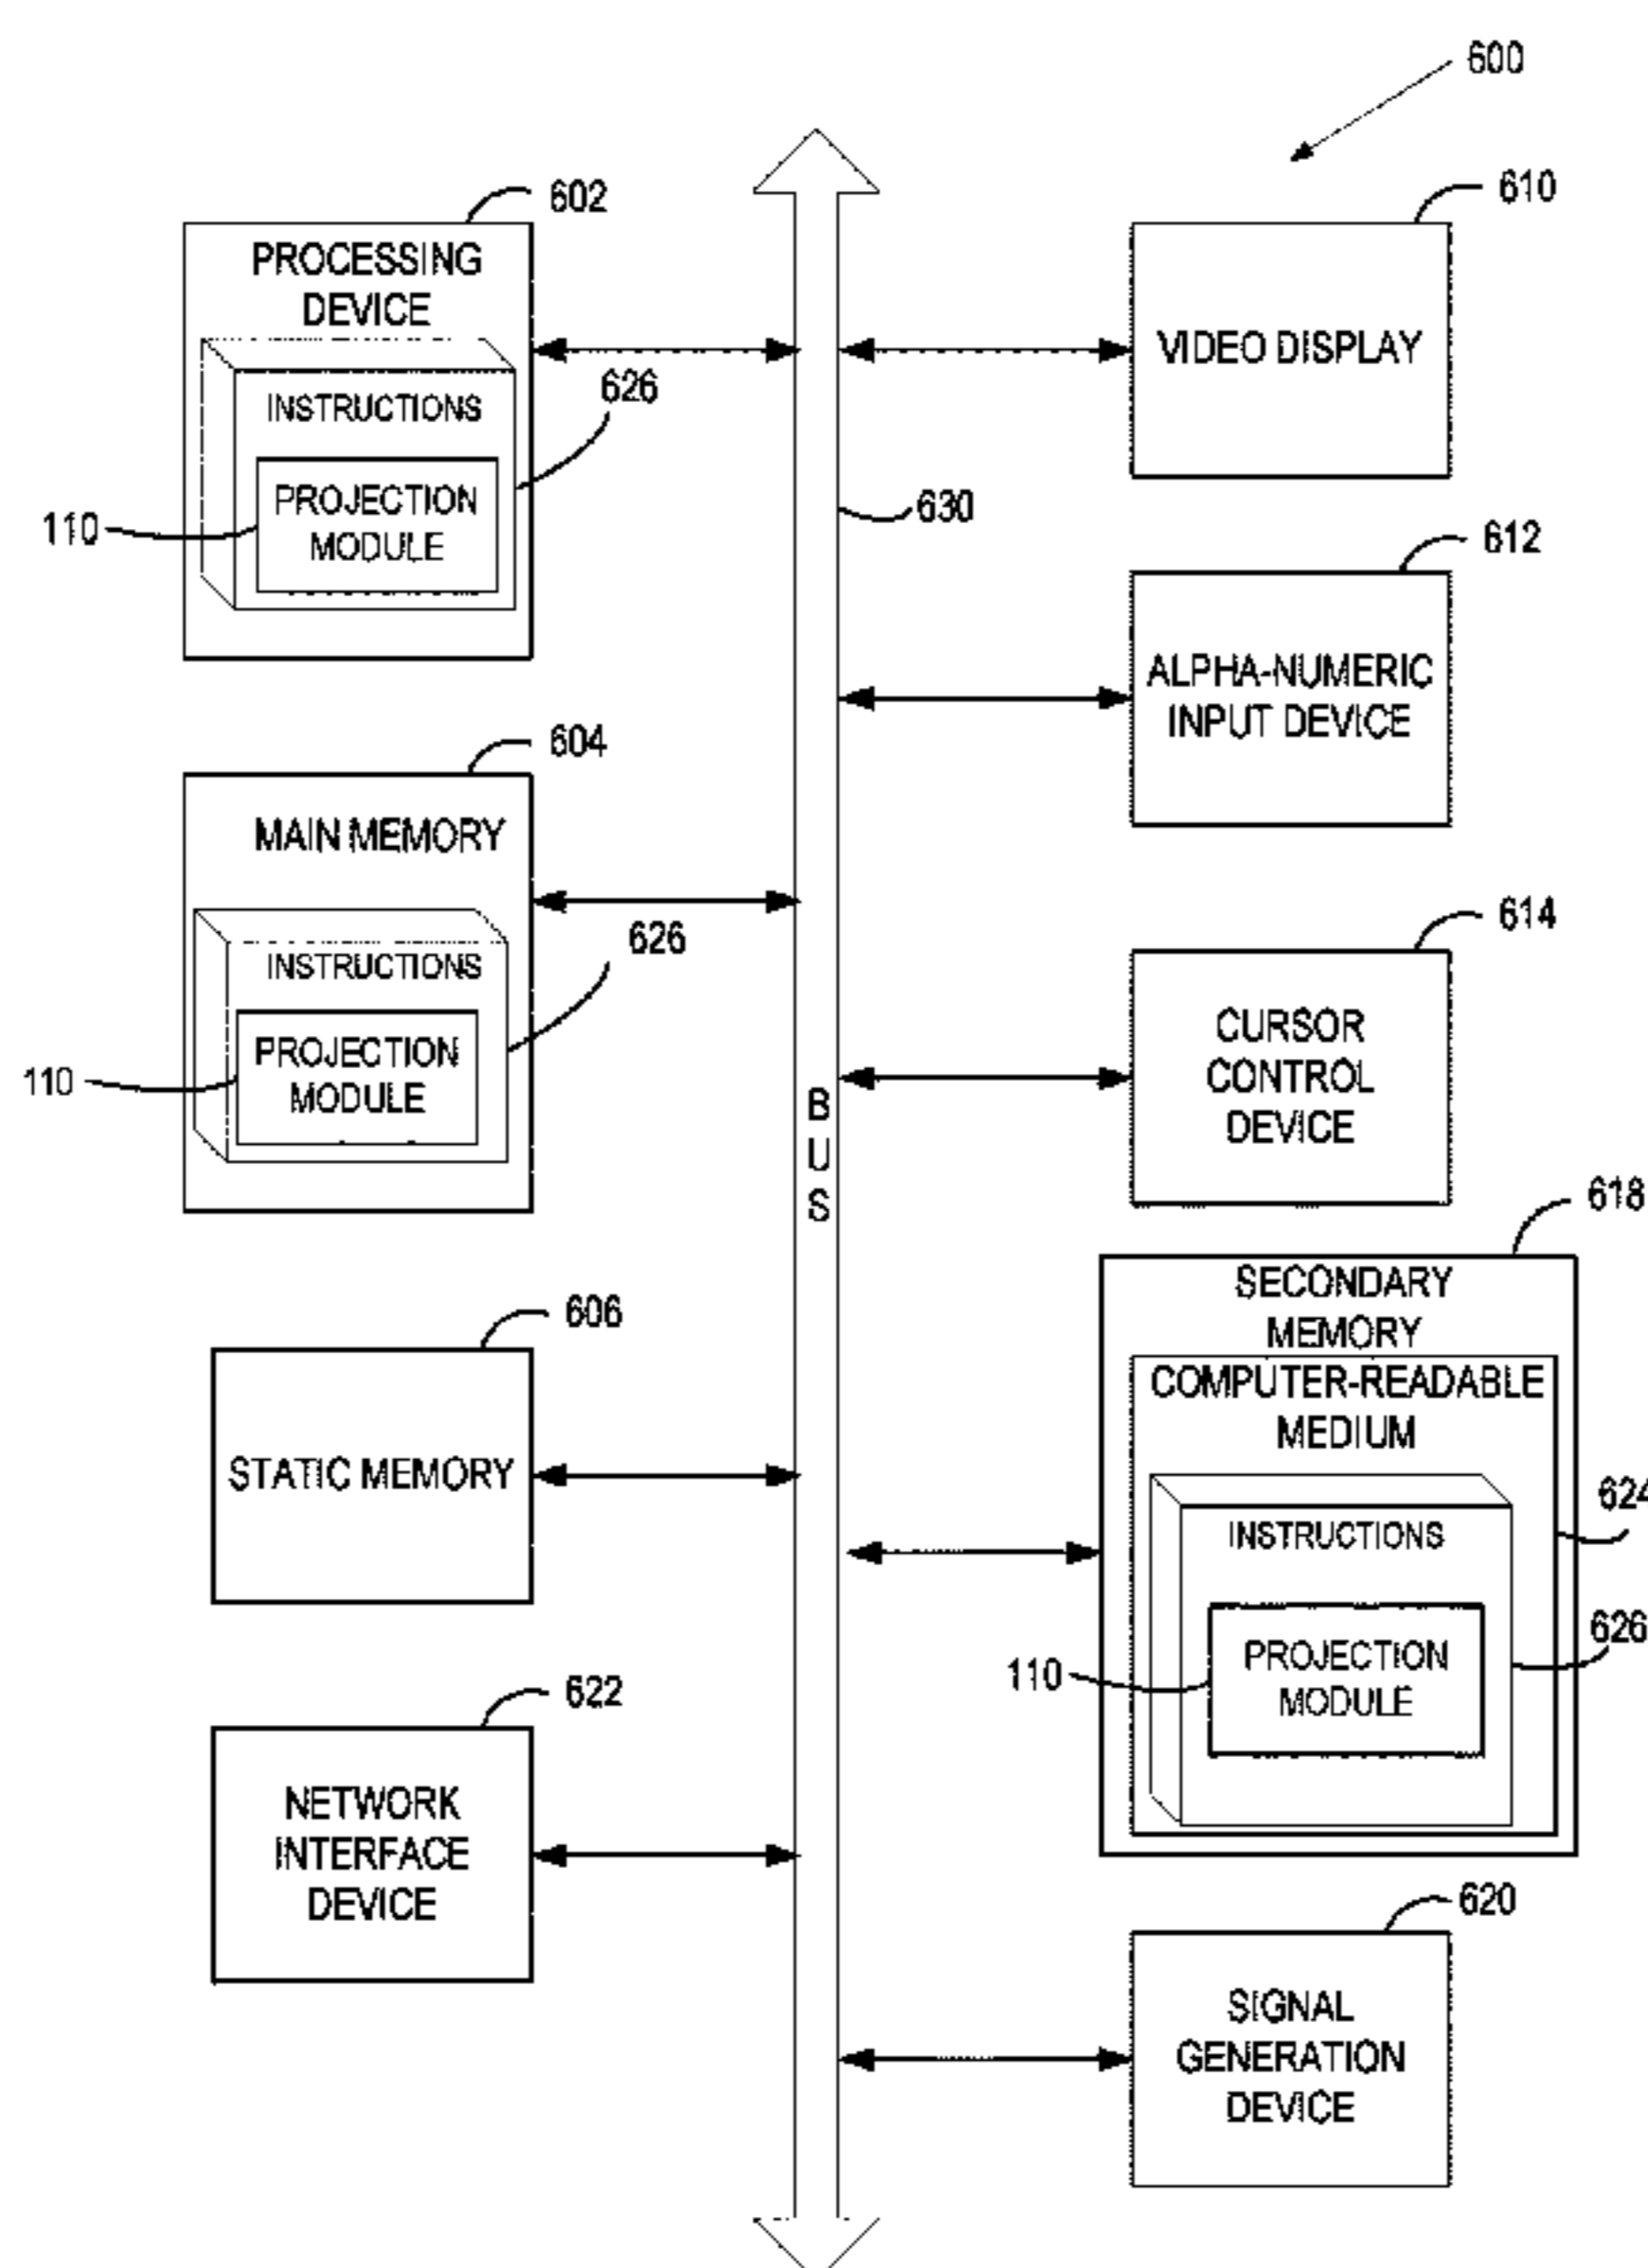 600
602
PROCESSING
DEVICE
INSTRUCTIONS
626
PROJECTION
MODULE
110
604
MAIN MEMORY
INSTRUCTIONS
626
PROJECTION
MODULE
110
606
STATIC MEMORY
622
NETWORK
INTERFACE
DEVICE
B
U
S
630
610
VIDEO DISPLAY
612
ALPHA-NUMERIC
INPUT DEVICE
614
CURSOR
CONTROL
DEVICE
618
SECONDARY
MEMORY
COMPUTER-READABLE
MEDIUM
624
INSTRUCTIONS
626
PROJECTION
MODULE
110
620
SIGNAL
GENERATION
DEVICE